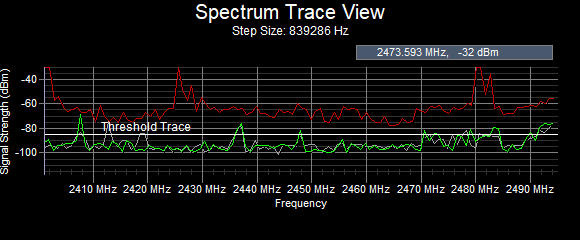 Spectrum Trace View
Step Size: 839286 Hz
2473.593 MHz, -32 dBm
Signal Strength (dBm)
-40
-60
Threshold Trace
-80
-100
2410 MHz 2420 MHz 2430 MHz 2440 MHz 2450 MHz 2460 MHz 2470 MHz 2480 MHz 2490 MHz
Frequency